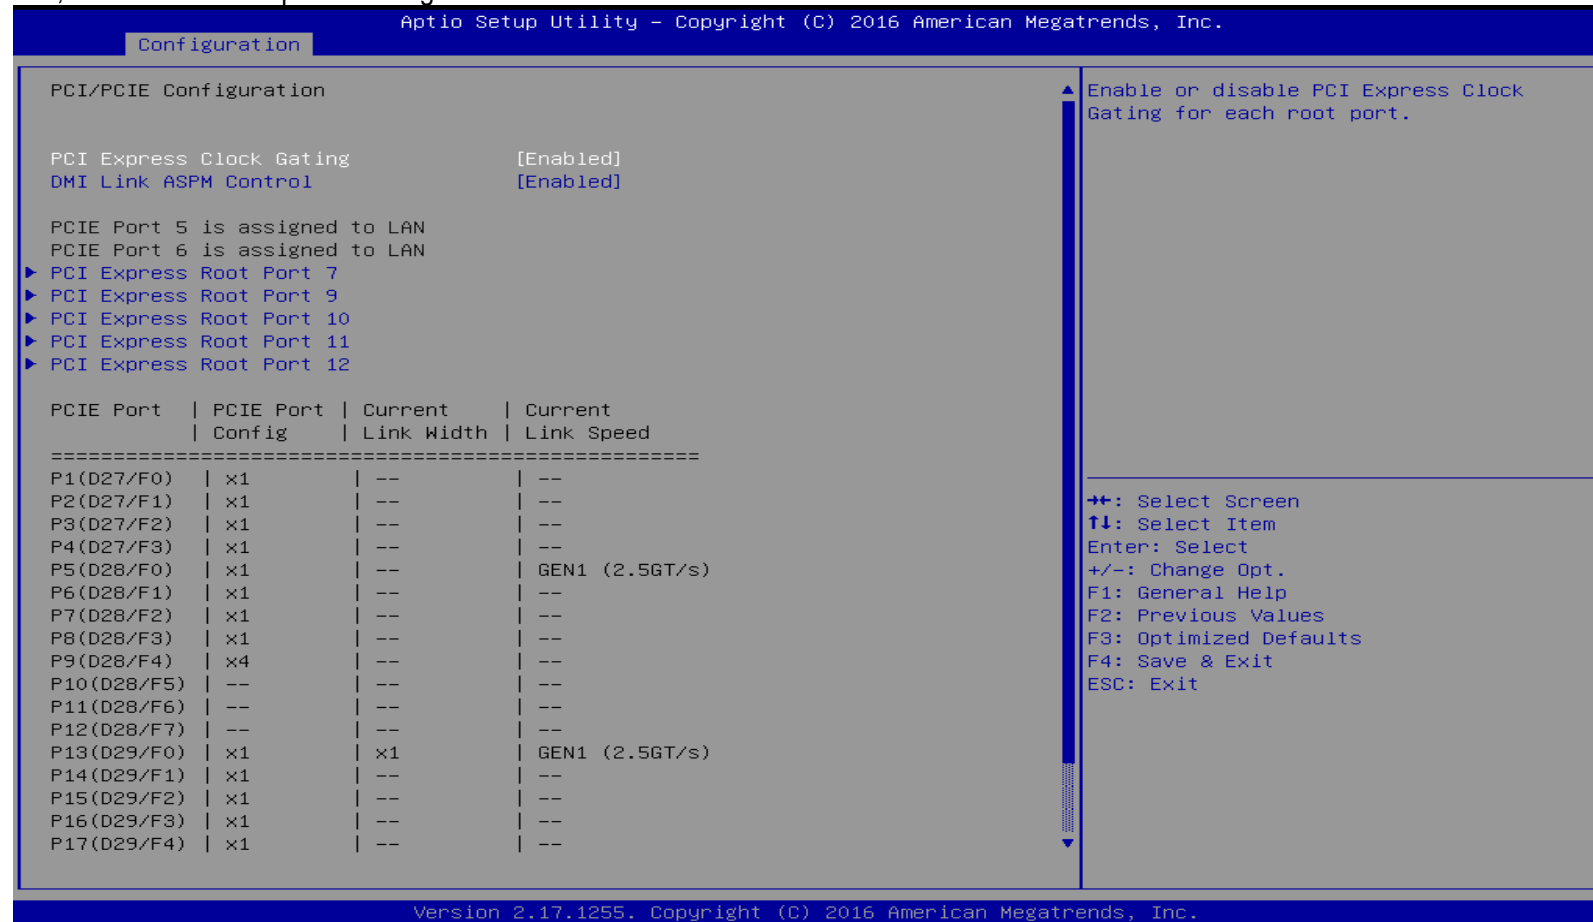 Aptio Setup Utility – Copyright (C) 2016 American Megatrends, Inc.
Configuration
PCI/PCIE Configuration
PCI Express Clock Gating [Enabled]
DMI Link ASPM Control [Enabled]
PCIE Port 5 is assigned to LAN
PCIE Port 6 is assigned to LAN
PCI Express Root Port 7
PCI Express Root Port 9
PCI Express Root Port 10
PCI Express Root Port 11
PCI Express Root Port 12
PCIE Port | PCIE Port | Current | Current
| Config | Link Width | Link Speed
====================================================
P1(D27/F0) | x1 | -- | --
P2(D27/F1) | x1 | -- | --
P3(D27/F2) | x1 | -- | --
P4(D27/F3) | x1 | -- | --
P5(D28/F0) | x1 | -- | GEN1 (2.5GT/s)
P6(D28/F1) | x1 | -- | --
P7(D28/F2) | x1 | -- | --
P8(D28/F3) | x1 | -- | --
P9(D28/F4) | x4 | -- | --
P10(D28/F5) | -- | -- | --
P11(D28/F6) | -- | -- | --
P12(D28/F7) | -- | -- | --
P13(D29/F0) | x1 | x1 | GEN1 (2.5GT/s)
P14(D29/F1) | x1 | -- | --
P15(D29/F2) | x1 | -- | --
P16(D29/F3) | x1 | -- | --
P17(D29/F4) | x1 | -- | --
Enable or disable PCI Express Clock
Gating for each root port.
→←: Select Screen
↑↓: Select Item
Enter: Select
+/-: Change Opt.
F1: General Help
F2: Previous Values
F3: Optimized Defaults
F4: Save & Exit
ESC: Exit
Version 2.17.1255. Copyright (C) 2016 American Megatrends, Inc.